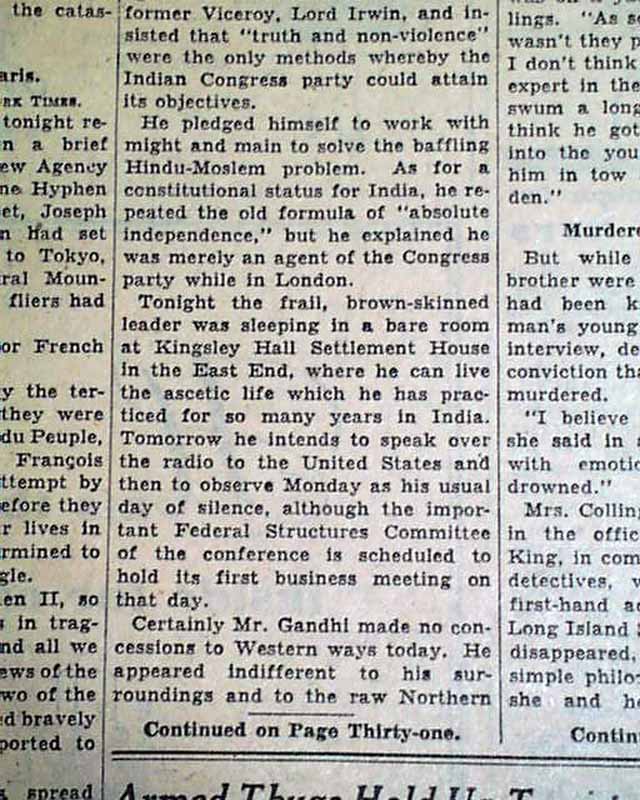 the catas-
aris.
RK TIMES.
tonight re-
n a brief
ew Agency
ne Hyphen
et, Joseph
n had set
to Tokyo,
ral Moun-
fliers had
or French
y the ter-
they were
du Peuple,
François
ttempt by
efore they
r lives in
rmined to
gle.
en II, so
s in trag-
nd all we
ews of the
wo of the
d bravely
ported to
s spread
former Viceroy, Lord Irwin, and in-
sisted that "truth and non-violence"
were the only methods whereby the
Indian Congress party could attain
its objectives.
He pledged himself to work with
might and main to solve the baffling
Hindu-Moslem problem. As for a
constitutional status for India, he re-
peated the old formula of "absolute
independence," but he explained he
was merely an agent of the Congress
party while in London.
Tonight the frail, brown-skinned
leader was sleeping in a bare room
at Kingsley Hall Settlement House
in the East End, where he can live
the ascetic life which he has prac-
ticed for so many years in India.
Tomorrow he intends to speak over
the radio to the United States and
then to observe Monday as his usual
day of silence, although the impor-
tant Federal Structures Committee
of the conference is scheduled to
hold its first business meeting on
that day.
Certainly Mr. Gandhi made no con-
cessions to Western ways today. He
appeared indifferent to his sur-
roundings and to the raw Northern
Continued on Page Thirty-one.
lings. "As s
wasn't they p
I don't think
expert in the
swum a long
think he got
into the you
him in tow
den."
Murdere
But while
brother were
had been k
man's young
interview, de
conviction tha
murdered.
"I believe
she said in s
with emotic
drowned."
Mrs. Colling
in the offic
King, in com
detectives, w
first-hand ac
Long Island S
disappeared,
simple philo
she and he
Contin
Armed Thugs Hold Up T